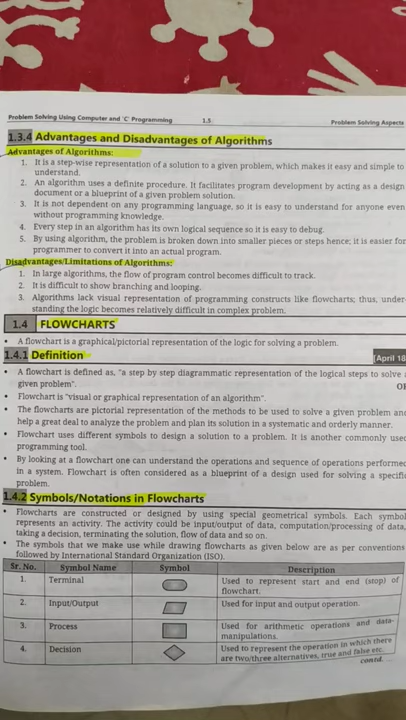 Problem Solving Using Computer and 'C' Programming 1.5 Problem Solving Aspects
1.3.4 Advantages and Disadvantages of Algorithms
Advantages of Algorithms:
1. It is a step-wise representation of a solution to a given problem, which makes it easy and simple to
understand.
2. An algorithm uses a definite procedure. It facilitates program development by acting as a design
document or a blueprint of a given problem solution.
3. It is not dependent on any programming language, so it is easy to understand for anyone even
without programming knowledge.
4. Every step in an algorithm has its own logical sequence so it is easy to debug.
5. By using algorithm, the problem is broken down into smaller pieces or steps hence; it is easier for
programmer to convert it into an actual program.
Disadvantages/Limitations of Algorithms:
1. In large algorithms, the flow of program control becomes difficult to track.
2. It is difficult to show branching and looping.
3. Algorithms lack visual representation of programming constructs like flowcharts; thus, under-
standing the logic becomes relatively difficult in complex problem.
1.4 FLOWCHARTS
• A flowchart is a graphical/pictorial representation of the logic for solving a problem.
1.4.1 Definition [April 18
• A flowchart is defined as, "a step by step diagrammatic representation of the logical steps to solve a
given problem". OR
• Flowchart is "visual or graphical representation of an algorithm".
• The flowcharts are pictorial representation of the methods to be used to solve a given problem and
help a great deal to analyze the problem and plan its solution in a systematic and orderly manner.
• Flowchart uses different symbols to design a solution to a problem. It is another commonly used
programming tool.
• By looking at a flowchart one can understand the operations and sequence of operations performed
in a system. Flowchart is often considered as a blueprint of a design used for solving a specific
problem.
1.4.2 Symbols/Notations in Flowcharts
• Flowcharts are constructed or designed by using special geometrical symbols. Each symbol
represents an activity. The activity could be input/output of data, computation/processing of data,
taking a decision, terminating the solution, flow of data and so on.
• The symbols that we make use while drawing flowcharts as given below are as per conventions
followed by International Standard Organization (ISO).
Sr. No. Symbol Name Symbol Description
1. Terminal Used to represent start and end (stop) of
flowchart.
2. Input/Output Used for input and output operation.
3. Process Used for arithmetic operations and data-
manipulations.
4. Decision Used to represent the operation in which there
are two/three alternatives, true and false etc.
contd.